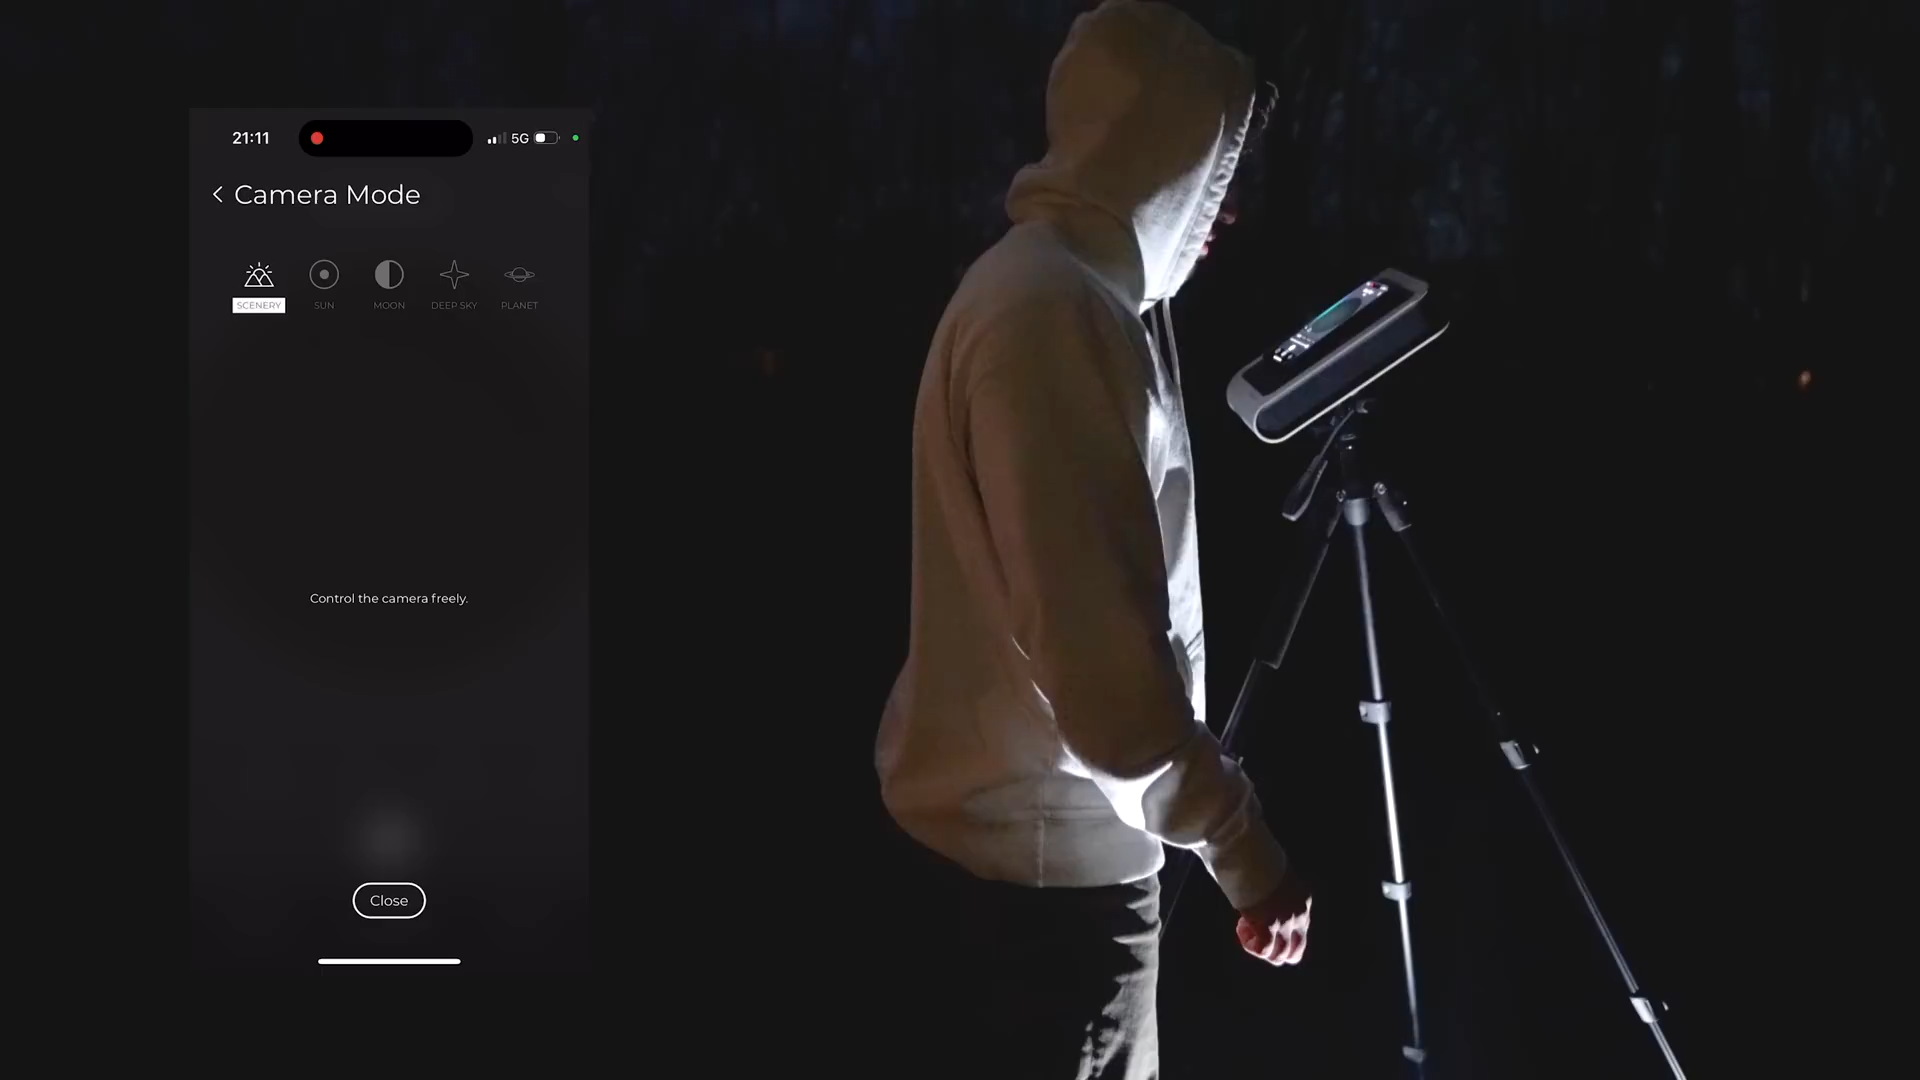 21:11
5G
Camera Mode
SCENERY
SUN
MOON
DEEP SKY
PLANET
Control the camera freely.
Close